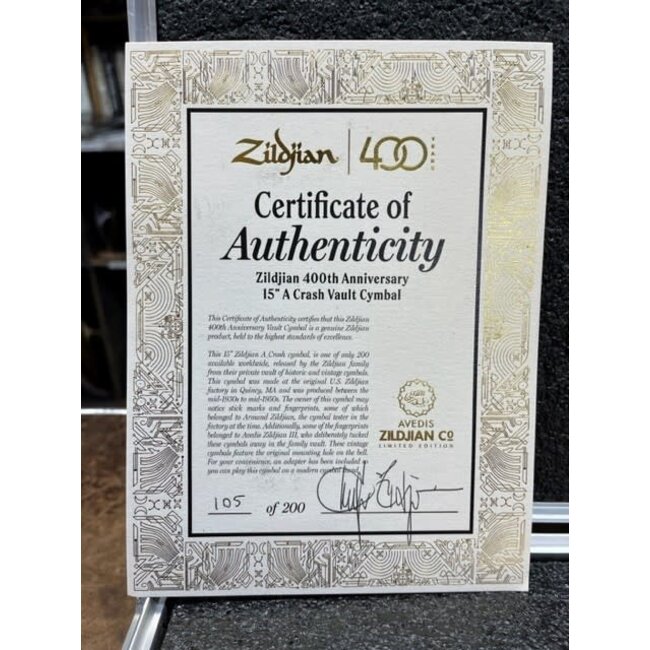 Zildjian 400 YEARS
Certificate of
Authenticity
Zildjian 400th Anniversary
15" A Crash Vault Cymbal
This Certificate of Authenticity certifies that this Zildjian
400th Anniversary Vault Cymbal is a genuine Zildjian
product, held to the highest standards of excellence.
This 15" Zildjian A Crash cymbal, is one of only 200
available worldwide, released by the Zildjian family
from their private vault of historic and vintage cymbals.
This cymbal was made at the original U.S. Zildjian
factory in Quincy, MA and was produced between the
mid-1930s to mid-1950s. The owner of this cymbal may
notice stick marks and fingerprints, some of which
belonged to Armand Zildjian, the cymbal tester in the
factory at the time. Additionally, some of the fingerprints
belonged to Avedis Zildjian III, who deliberately tucked
these cymbals away in the family vault. These vintage
cymbals feature the original mounting hole on the bell.
For your convenience, an adapter has been included so
you can play this cymbal on a modern cymbal
AVEDIS
ZILDJIAN CO
LIMITED EDITION
105 of 200